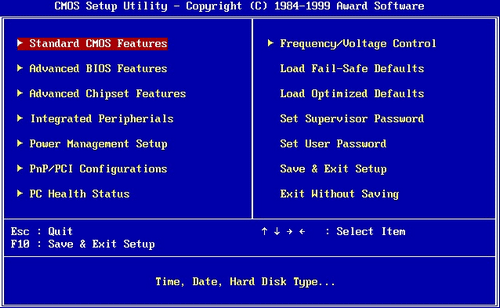 CMOS Setup Utility - Copyright (C) 1984-1999 Award Software
▶ Standard CMOS Features
▶ Advanced BIOS Features
▶ Advanced Chipset Features
▶ Integrated Peripherials
▶ Power Management Setup
▶ PnP/PCI Configurations
▶ PC Health Status
▶ Frequency/Voltage Control
Load Fail-Safe Defaults
Load Optimized Defaults
Set Supervisor Password
Set User Password
Save & Exit Setup
Exit Without Saving
Esc : Quit
F10 : Save & Exit Setup
↑ ↓ → ← : Select Item
Time, Date, Hard Disk Type...